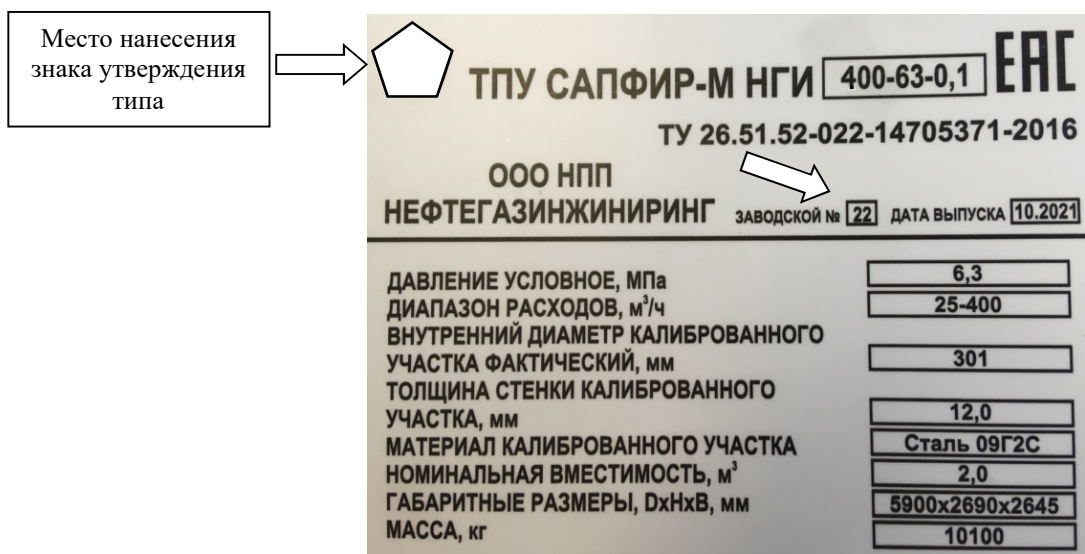 Место нанесения
знака утверждения
типа
ТПУ САПФИР-М НГИ 400-63-0,1 ЕАС
ТУ 26.51.52-022-14705371-2016
ООО НПП
НЕФТЕГАЗИНЖИНИРИНГ ЗАВОДСКОЙ № 22 ДАТА ВЫПУСКА 10.2021
ДАВЛЕНИЕ УСЛОВНОЕ, МПа 6,3
ДИАПАЗОН РАСХОДОВ, м³/ч 25-400
ВНУТРЕННИЙ ДИАМЕТР КАЛИБРОВАННОГО
УЧАСТКА ФАКТИЧЕСКИЙ, мм 301
ТОЛЩИНА СТЕНКИ КАЛИБРОВАННОГО
УЧАСТКА, мм 12,0
МАТЕРИАЛ КАЛИБРОВАННОГО УЧАСТКА Сталь 09Г2С
НОМИНАЛЬНАЯ ВМЕСТИМОСТЬ, м³ 2,0
ГАБАРИТНЫЕ РАЗМЕРЫ, DxHxB, мм 5900x2690x2645
МАССА, кг 10100